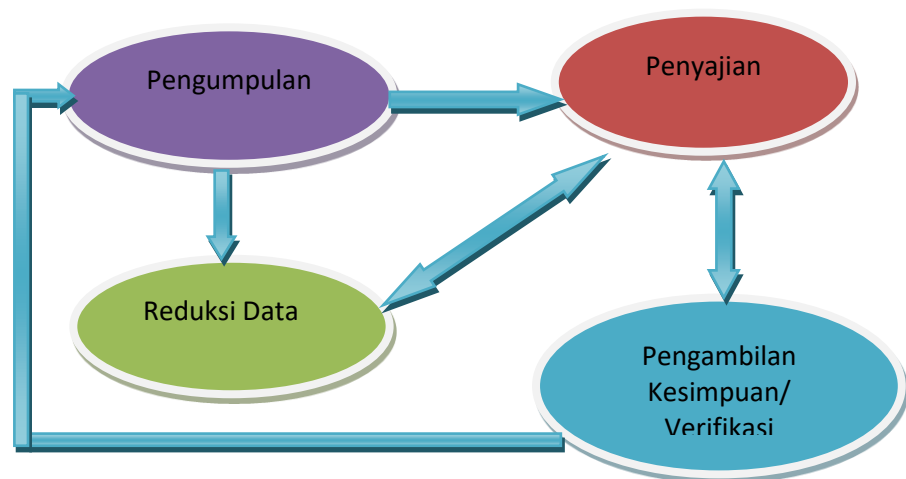 Pengumpulan
Penyajian
Reduksi Data
Pengambilan
Kesimpuan/
Verifikasi